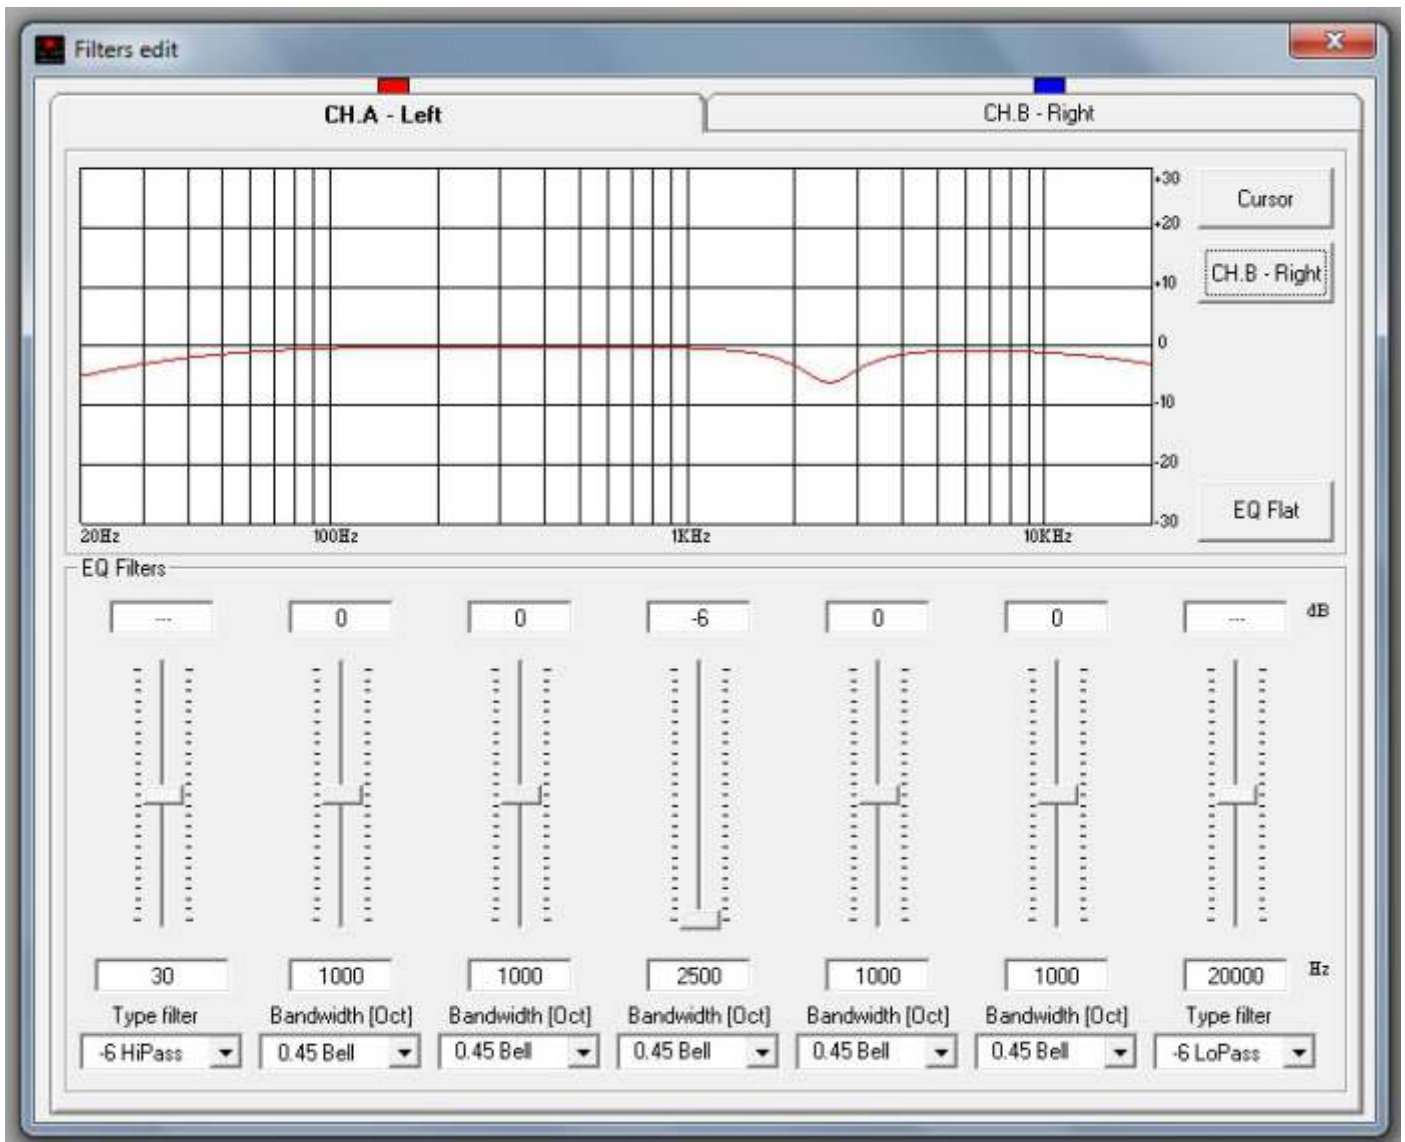 Filters edit
CH.A - Left
CH.B - Right
+30
Cursor
+20
CH.B - Right
+10
0
-10
-20
EQ Flat
-30
20Hz 100Hz 1KHz 10KHz
EQ Filters
--- 0 0 -6 0 0 --- dB
30 1000 1000 2500 1000 1000 20000 Hz
Type filter Bandwidth [Oct] Bandwidth [Oct] Bandwidth [Oct] Bandwidth [Oct] Bandwidth [Oct] Type filter
-6 HiPass 0.45 Bell 0.45 Bell 0.45 Bell 0.45 Bell 0.45 Bell -6 LoPass